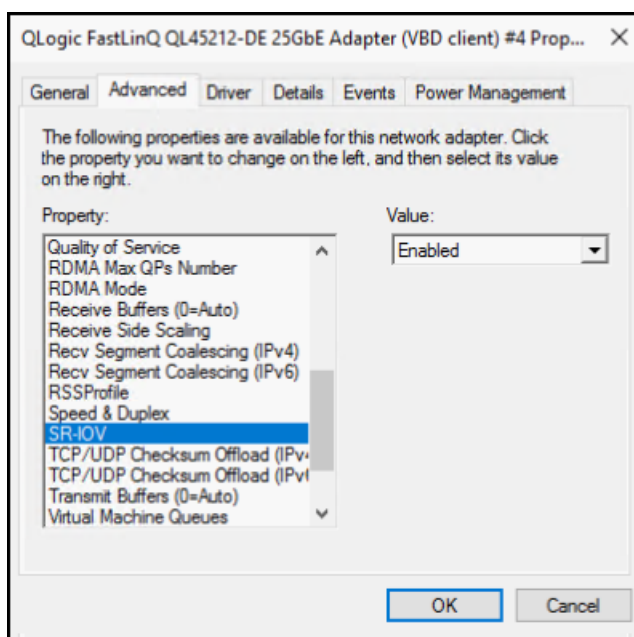 QLogic FastLinQ QL45212-DE 25GbE Adapter (VBD client) #4 Prop...
General Advanced Driver Details Events Power Management
The following properties are available for this network adapter. Click
the property you want to change on the left, and then select its value
on the right.
Property:
Value:
Quality of Service
RDMA Max QPs Number
RDMA Mode
Receive Buffers (0=Auto)
Receive Side Scaling
Recv Segment Coalescing (IPv4)
Recv Segment Coalescing (IPv6)
RSSProfile
Speed & Duplex
SR-IOV
TCP/UDP Checksum Offload (IPv4
TCP/UDP Checksum Offload (IPv6
Transmit Buffers (0=Auto)
Virtual Machine Queues
Enabled
OK
Cancel